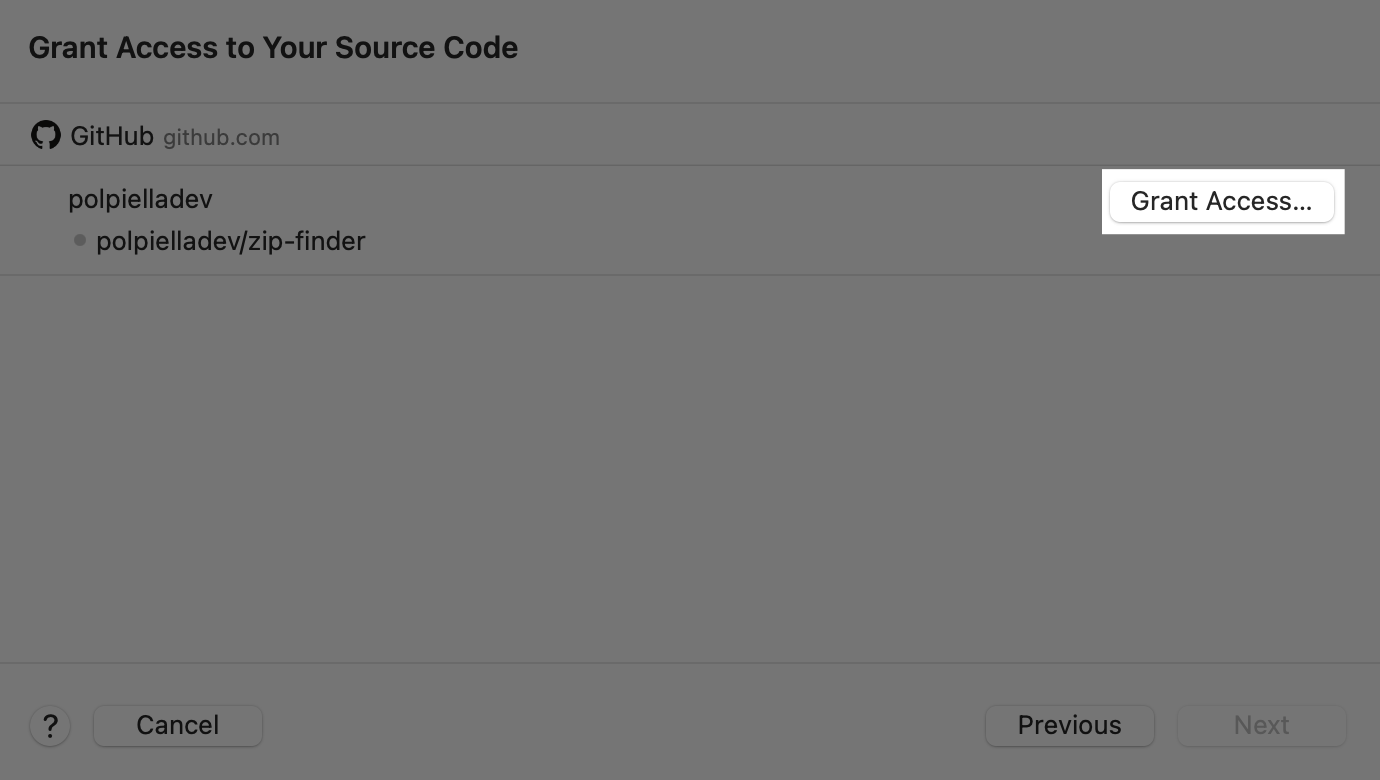 Grant Access to Your Source Code
GitHub github.com
polpielladev
Grant Access...
polpielladev/zip-finder
? Cancel Previous Next